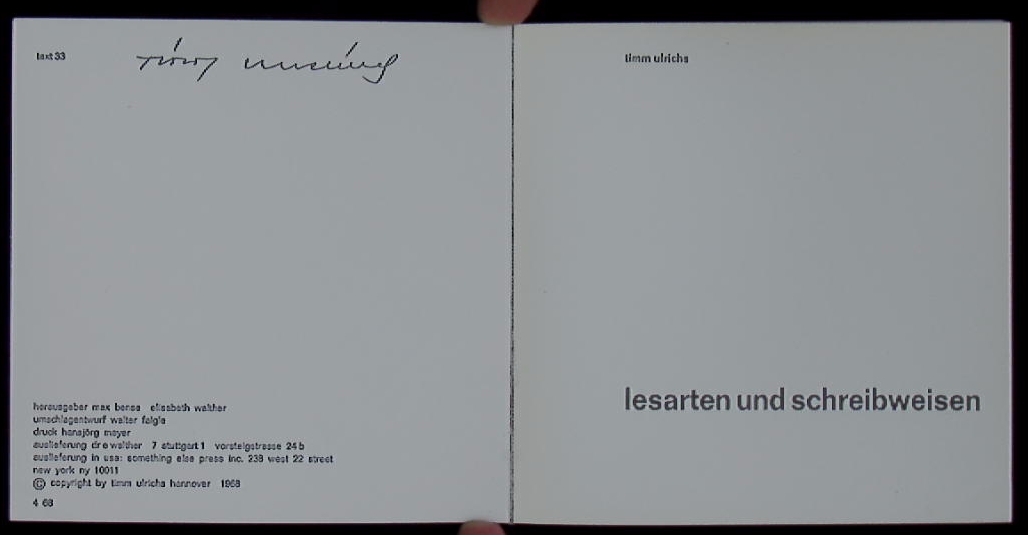 text 33
herausgeber max bense elisabeth walther
umschlagentwurf walter faigle
druck hansjörg mayer
auslieferung dr e walther 7 stuttgart 1 vorsteigstrasse 24 b
auslieferung in usa: something else press inc. 238 west 22 street
new york ny 10011
© copyright by timm ulrichs hannover 1968
4 68
timm ulrichs
lesarten und schreibweisen